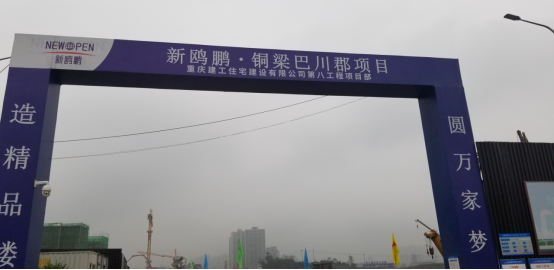 NEW OPEN
新鸥鹏
新鸥鹏·铜梁巴川郡项目
重庆建工住宅建设有限公司第八工程项目部
造精品楼
圆万家梦